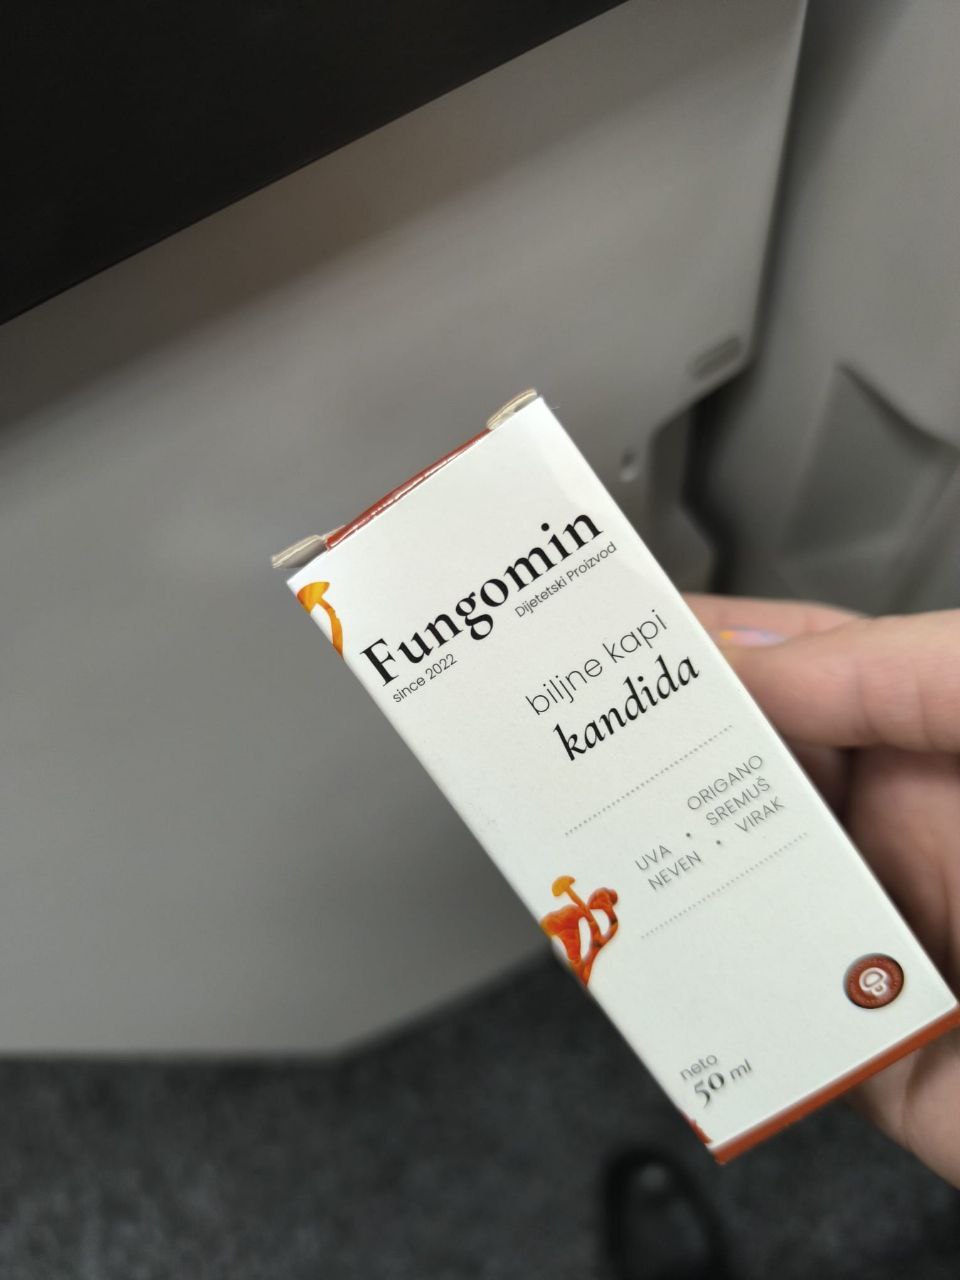 Fungomin
since 2022
Dijetetski Proizvod
biljne kapi
kandida
UVA • ORIGANO
SREMUŠ
NEVEN • VIRAK
neto
50 ml